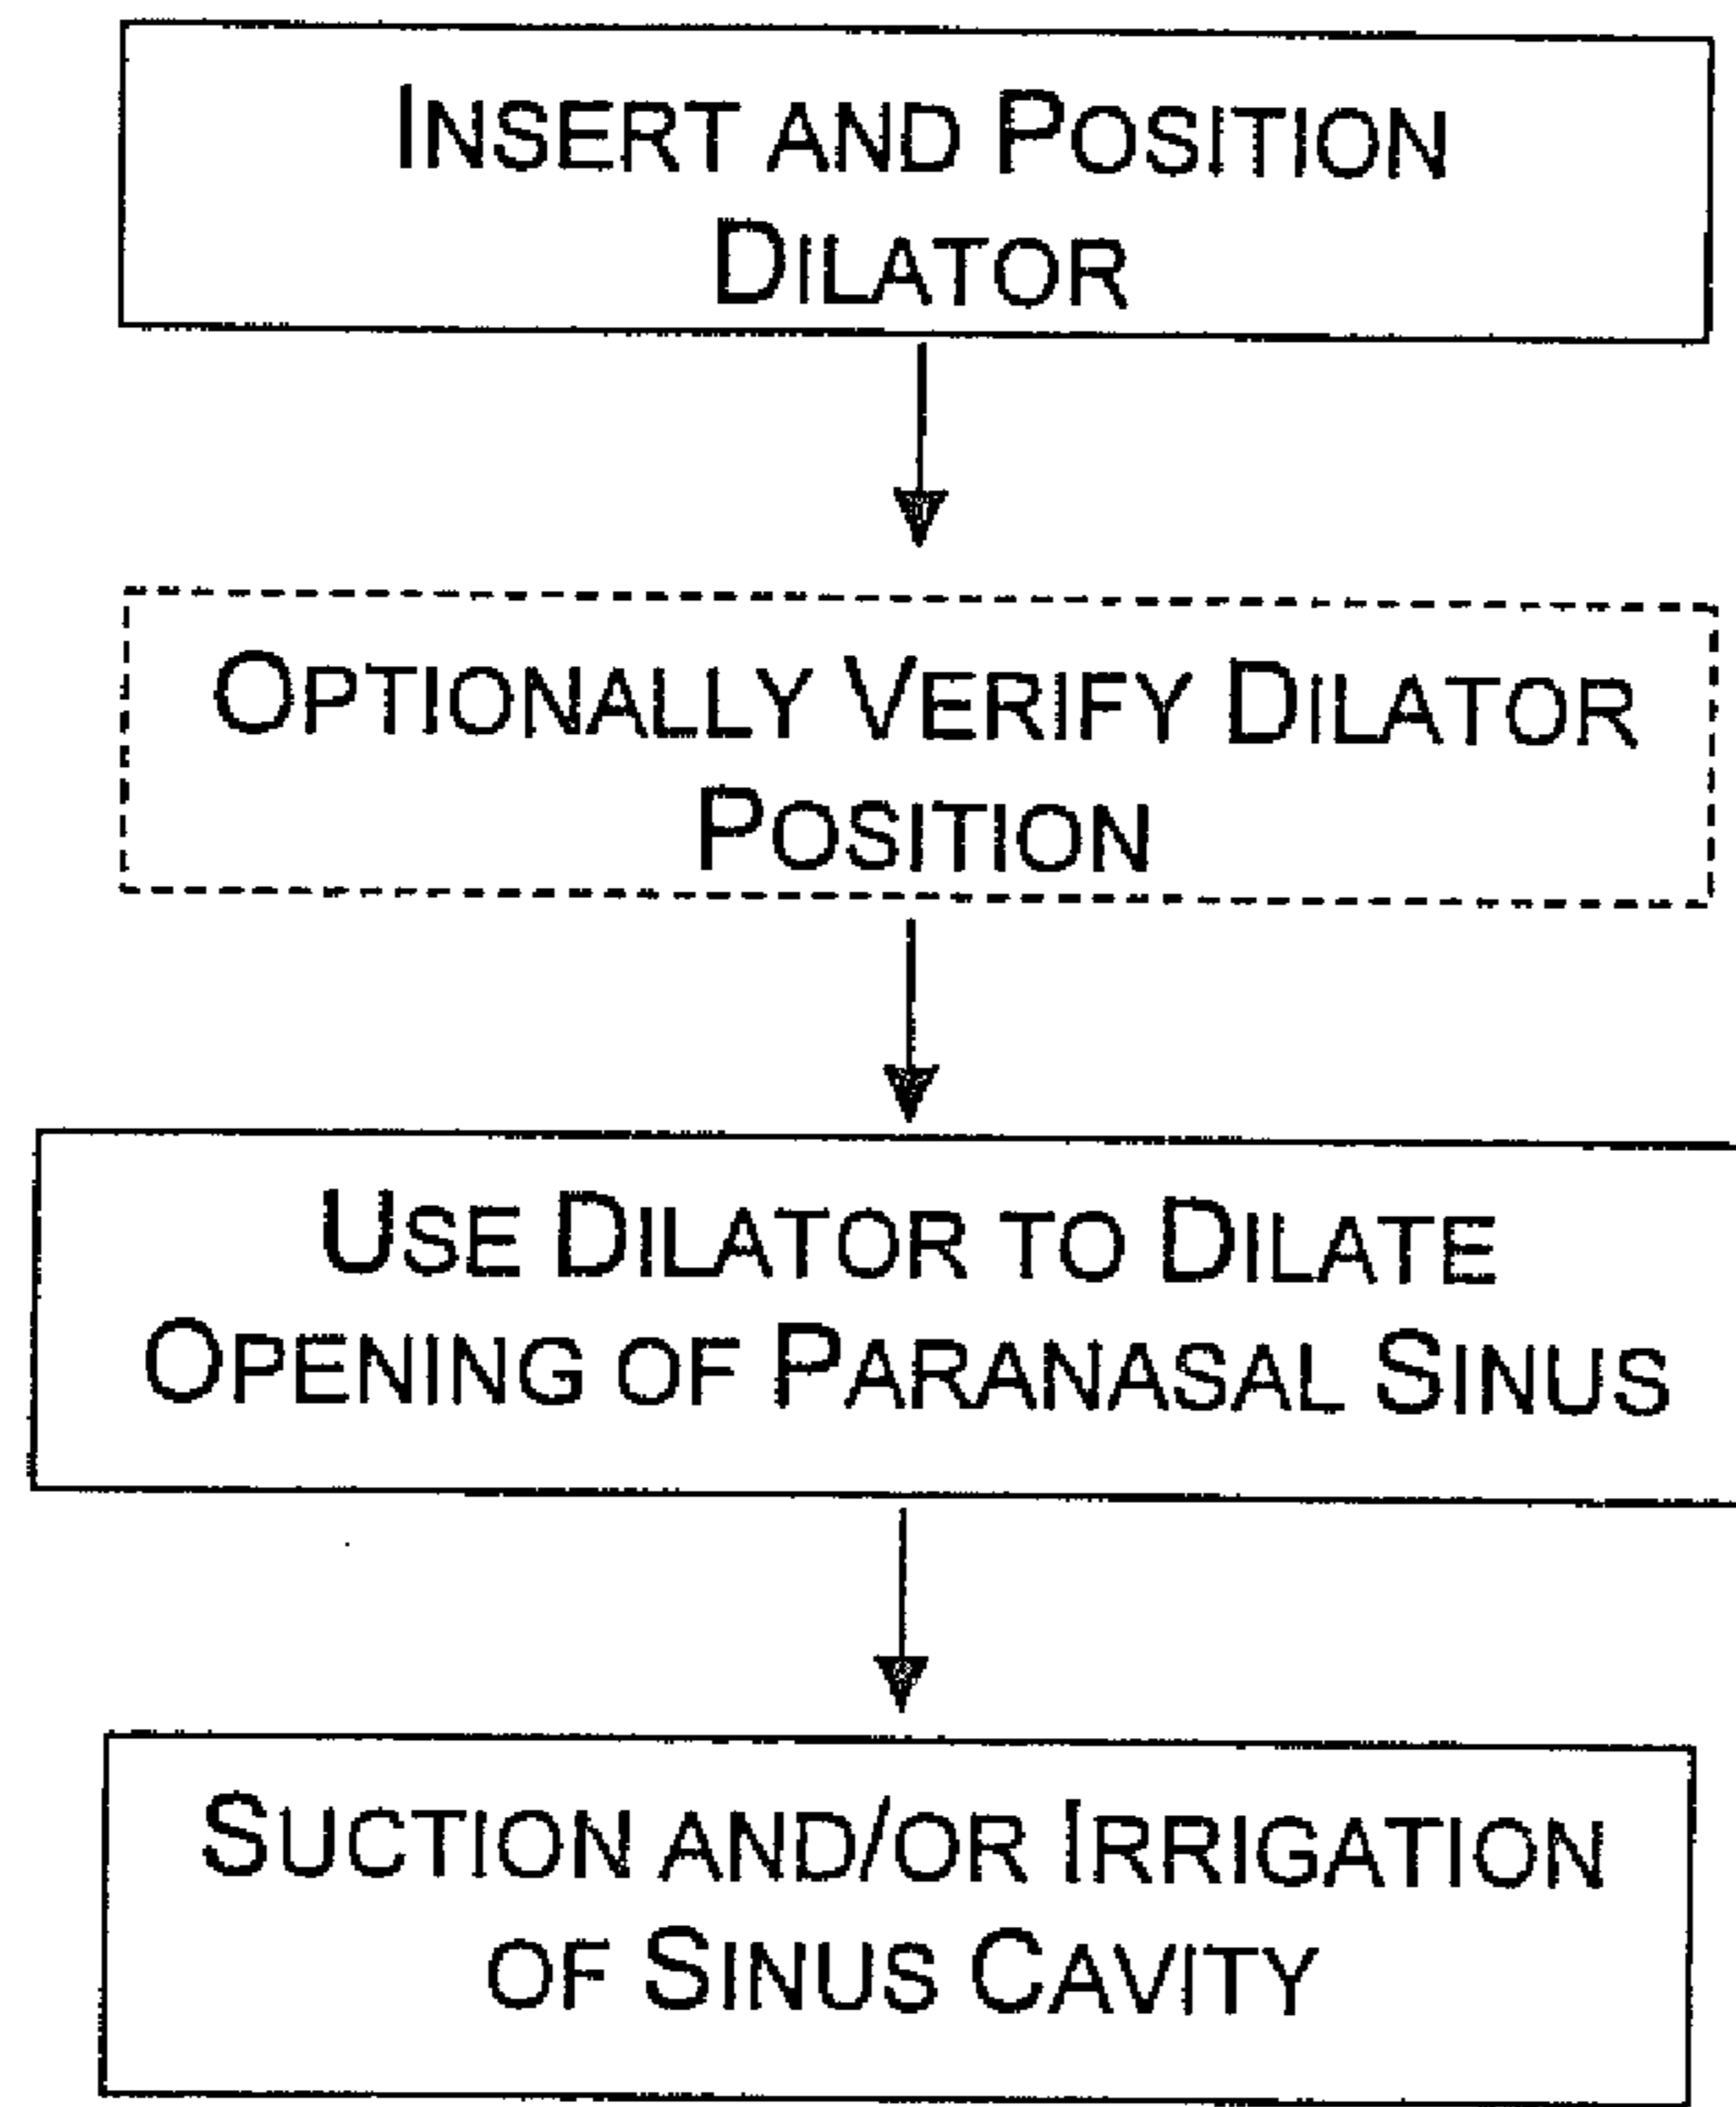 INSERT AND POSITION
DILATOR
OPTIONALLY VERIFY DILATOR
POSITION
USE DILATOR TO DILATE
OPENING OF PARANASAL SINUS
SUCTION AND/OR IRRIGATION
OF SINUS CAVITY